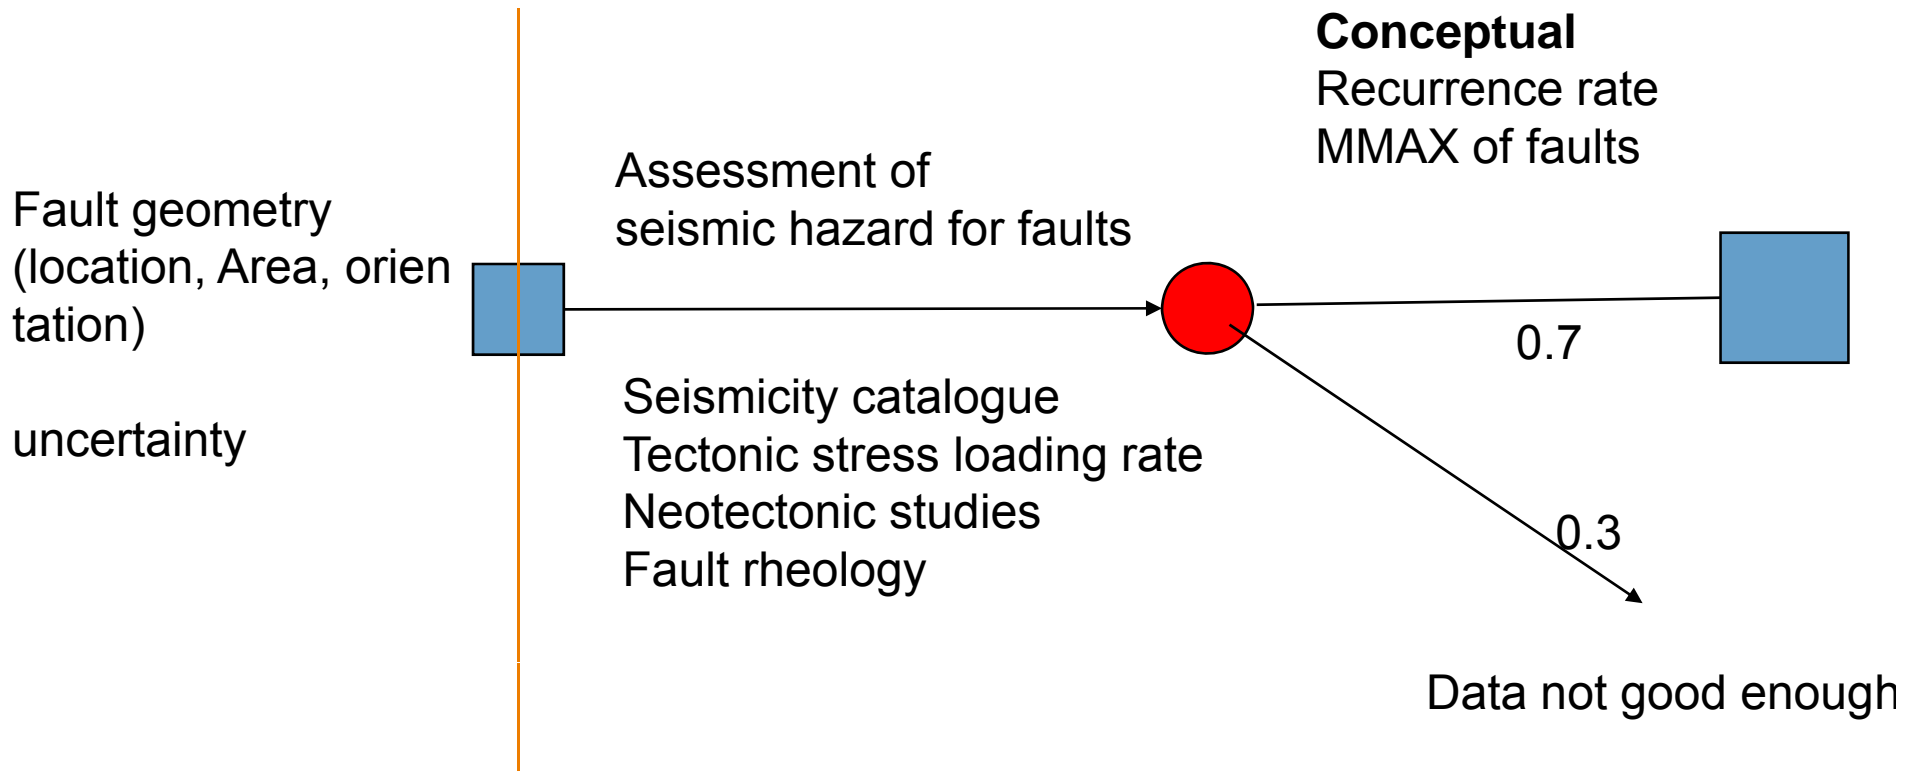 Fault geometry
(location, Area, orien
tation)
uncertainty
Assessment of
seismic hazard for faults
Seismicity catalogue
Tectonic stress loading rate
Neotectonic studies
Fault rheology
Conceptual
Recurrence rate
MMAX of faults
0.7
0.3
Data not good enough